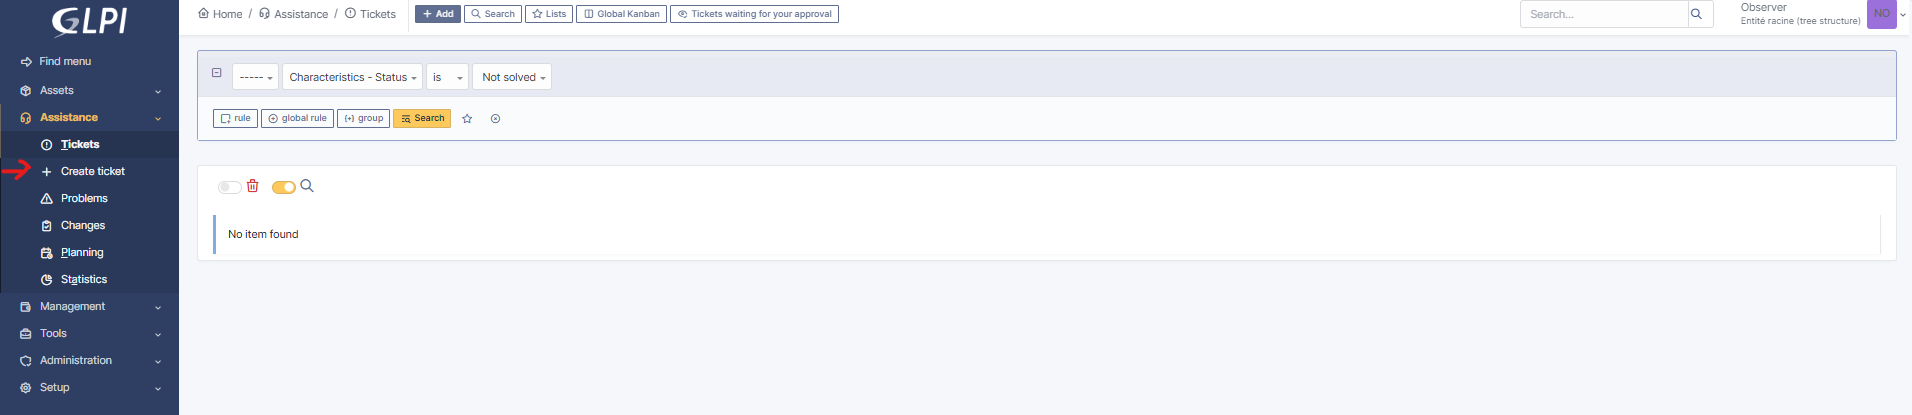 GLPI
Find menu
Assets
Assistance
Tickets
Create ticket
Problems
Changes
Planning
Statistics
Management
Tools
Administration
Setup
Home / Assistance / Tickets
Add Search Lists Global Kanban Tickets waiting for your approval
Search...
Observer
Entité racine (tree structure)
NO
----- Characteristics - Status is Not solved
rule global rule group Search
No item found